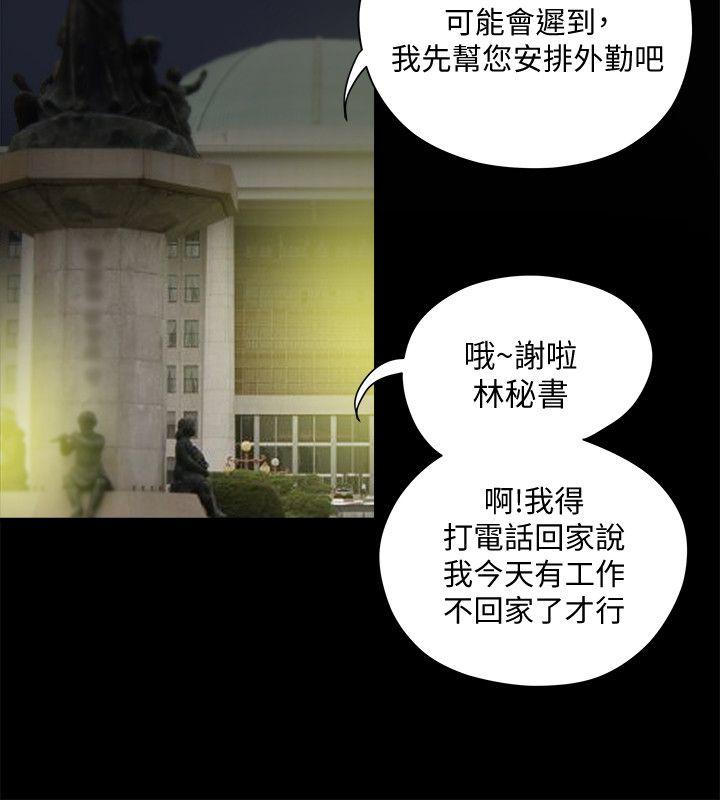 可能會遲到，
我先幫您安排外勤吧
哦~謝啦
林秘書
啊!我得
打電話回家說
我今天有工作
不回家了才行